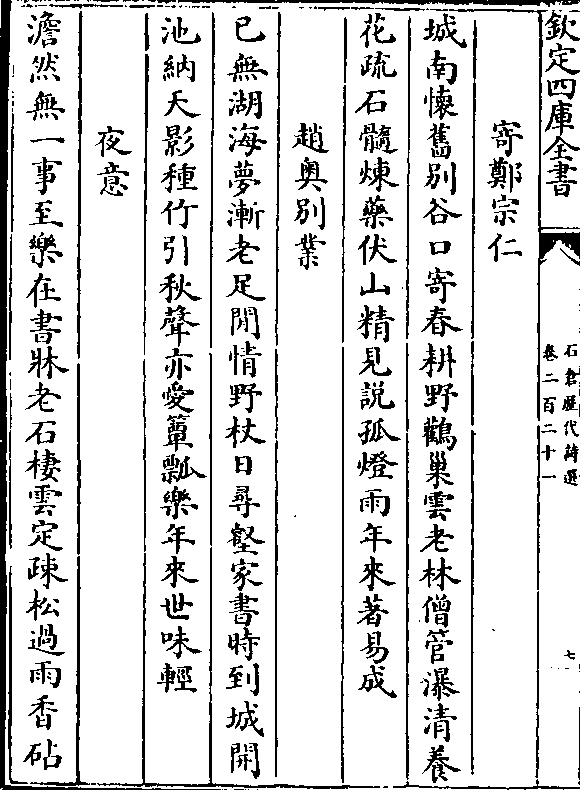 欽定四庫全書
石倉歷代詩選
卷二百二十一
七
寄鄭宗仁
城南懷舊別谷口寄春耕野鸛巢雲老林僧管瀑清養
花疏石髓煉藥伏山精見說孤燈雨年來著易成
趙奥別業
已無湖海夢漸老足閒情野杖日尋壑家書時到城開
池納天影種竹引秋聲亦愛簞瓢樂年來世味輕
夜意
澹然無一事至樂在書牀老石棲雲定疎松過雨香砧